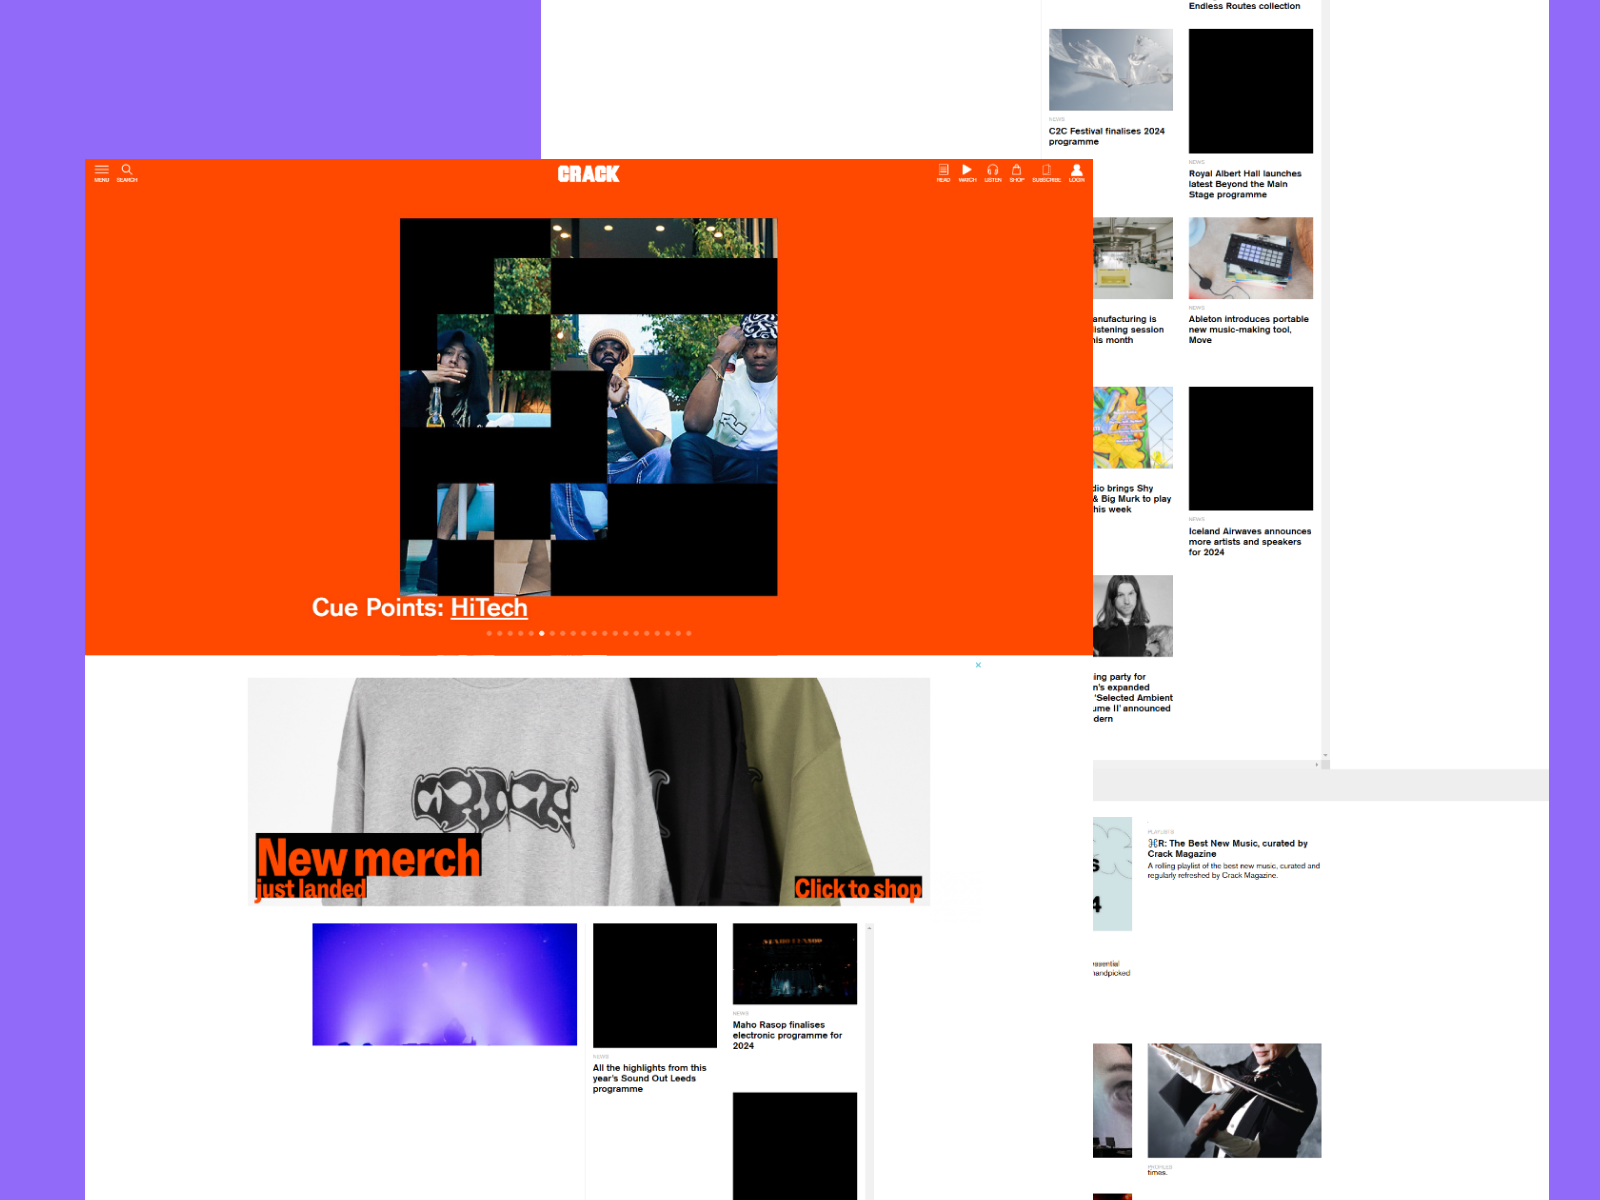 Endless Routes collection
NEWS
C2C Festival finalises 2024
programme
NEWS
Royal Albert Hall launches
latest Beyond the Main
Stage programme
MENU
SEARCH
CRACK
READ
WATCH
LISTEN
SHOP
SUBSCRIBE
LOGIN
anufacturing is
listening session
his month
NEWS
Ableton introduces portable
new music-making tool,
Move
dio brings Shy
& Big Murk to play
his week
NEWS
Iceland Airwaves announces
more artists and speakers
for 2024
Cue Points: HiTech
ing party for
n's expanded
'Selected Ambient
ume II' announced
dern
New merch
just landed
Click to shop
PLAYLISTS
R: The Best New Music, curated by
Crack Magazine
A rolling playlist of the best new music, curated and
regularly refreshed by Crack Magazine.
S
4
essential
handpicked
NEWS
All the highlights from this
year's Sound Out Leeds
programme
NEWS
Maho Rasop finalises
electronic programme for
2024
PROFILES
times.